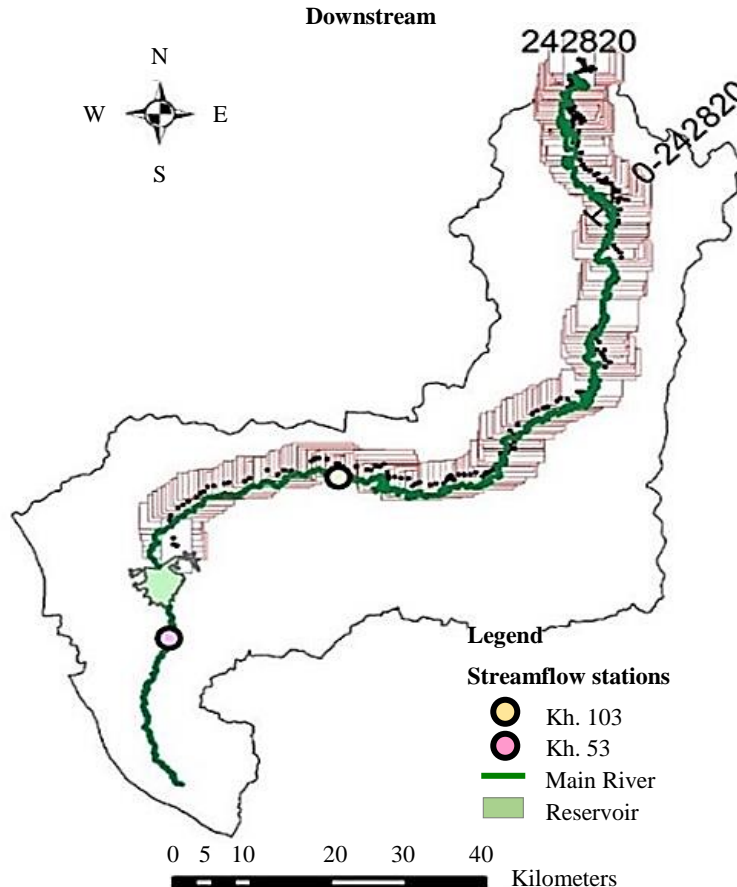 Downstream
242820
N
W E
S
0-242820
Legend
Streamflow stations
Kh. 103
Kh. 53
Main River
Reservoir
0 5 10 20 30 40
Kilometers